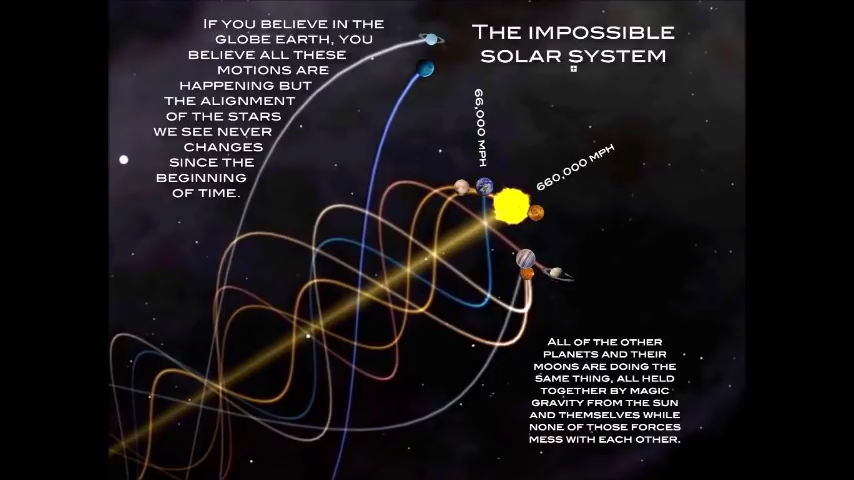 IF YOU BELIEVE IN THE
GLOBE EARTH, YOU
BELIEVE ALL THESE
MOTIONS ARE
HAPPENING BUT
THE ALIGNMENT
OF THE STARS
WE SEE NEVER
CHANGES
SINCE THE
BEGINNING
OF TIME.
THE IMPOSSIBLE
SOLAR SYSTEM
66,000 MPH
660,000 MPH
ALL OF THE OTHER
PLANETS AND THEIR
MOONS ARE DOING THE
SAME THING, ALL HELD
TOGETHER BY MAGIC
GRAVITY FROM THE SUN
AND THEMSELVES WHILE
NONE OF THOSE FORCES
MESS WITH EACH OTHER.